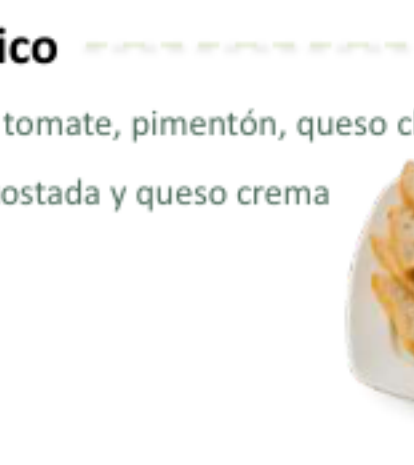 ico
tomate, pimentón, queso c
ostada y queso crema